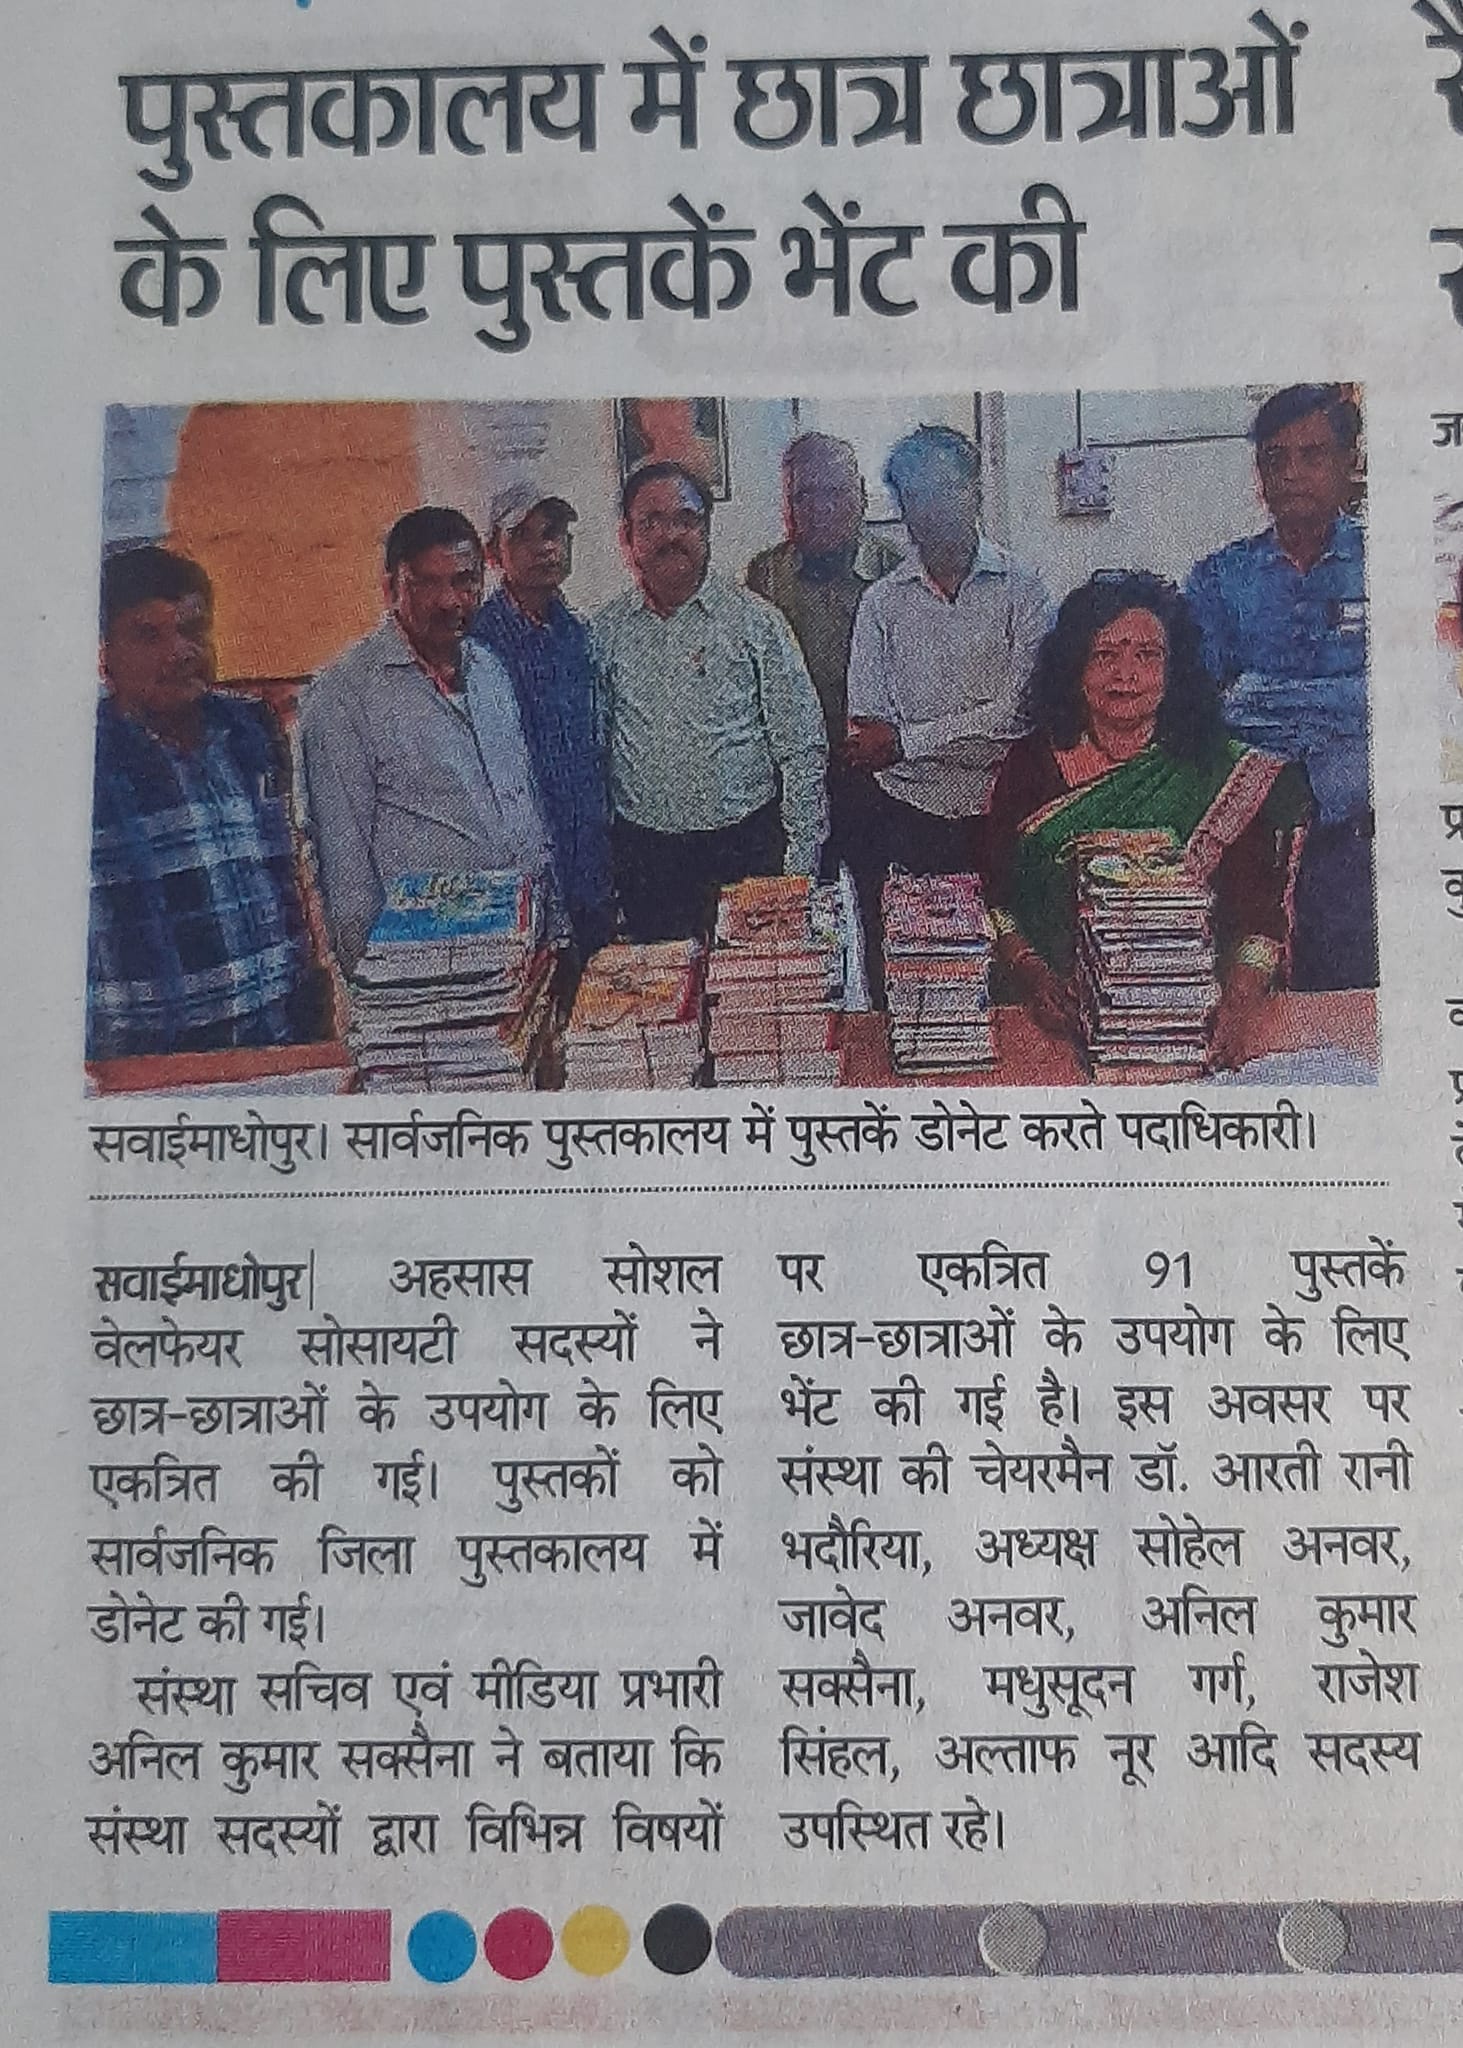 पुस्तकालय में छात्र छात्राओं
के लिए पुस्तकें भेंट की
सवाईमाधोपुर। सार्वजनिक पुस्तकालय में पुस्तकें डोनेट करते पदाधिकारी।
सवाईमाधोपुर| अहसास सोशल
वेलफेयर सोसायटी सदस्यों ने
छात्र-छात्राओं के उपयोग के लिए
एकत्रित की गई। पुस्तकों को
सार्वजनिक जिला पुस्तकालय में
डोनेट की गई।
संस्था सचिव एवं मीडिया प्रभारी
अनिल कुमार सक्सैना ने बताया कि
संस्था सदस्यों द्वारा विभिन्न विषयों
पर एकत्रित 91 पुस्तकें
छात्र-छात्राओं के उपयोग के लिए
भेंट की गई है। इस अवसर पर
संस्था की चेयरमैन डॉ. आरती रानी
भदौरिया, अध्यक्ष सोहेल अनवर,
जावेद अनवर, अनिल कुमार
सक्सैना, मधुसूदन गर्ग, राजेश
सिंहल, अल्ताफ नूर आदि सदस्य
उपस्थित रहे।